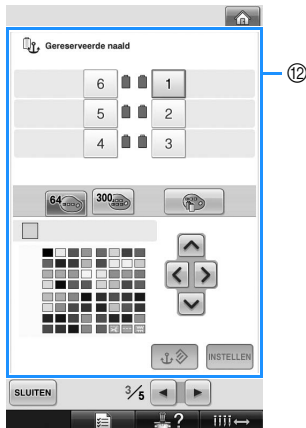 Gereserveerde naald
⑫
6 1
5 2
4 3
64 300
INSTELLEN
SLUITEN 3/5
?